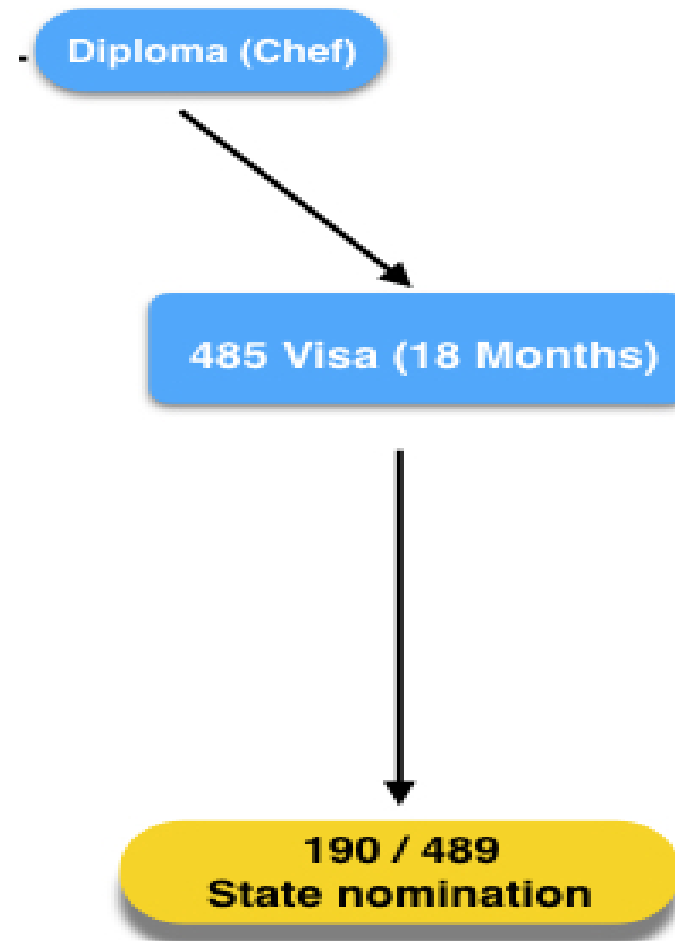 Diploma (Chef)
485 Visa (18 Months)
190 / 489
State nomination